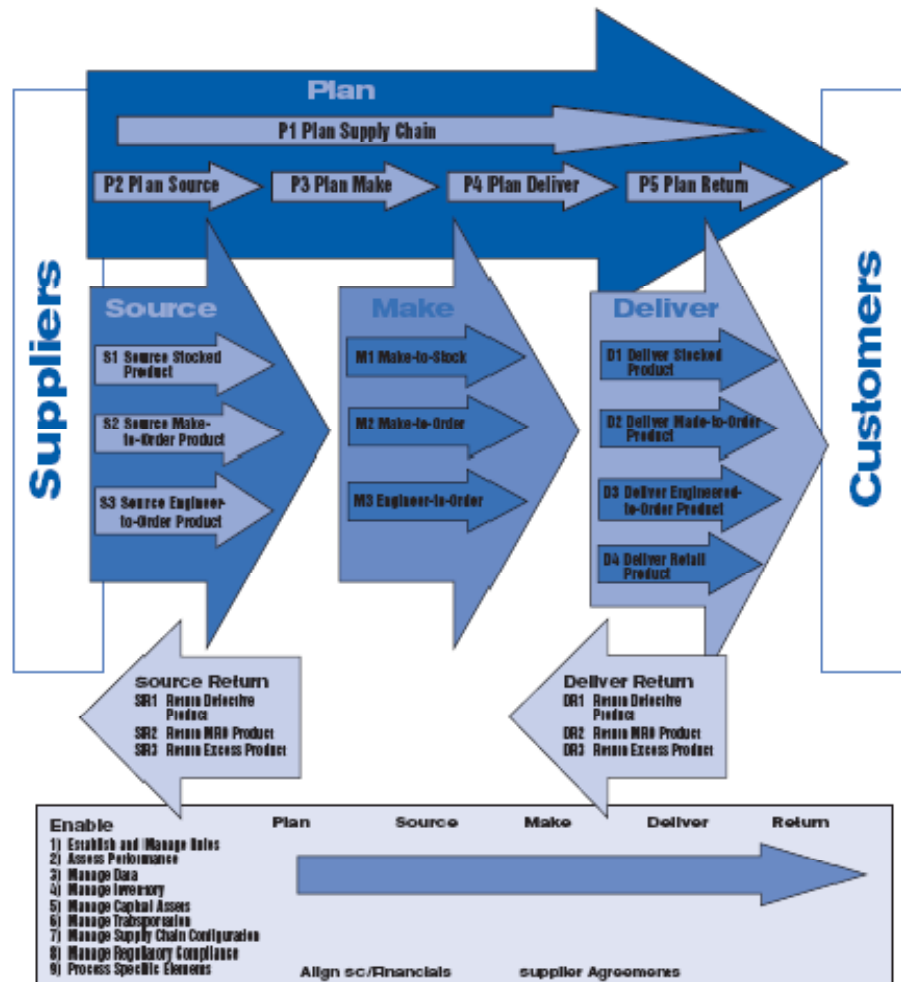 Plan
P1 Plan Supply Chain
P2 Plan Source
P3 Plan Make
P4 Plan Deliver
P5 Plan Return
Suppliers
Customers
Source
S1 Source Stocked
Product
S2 Source Make-
to-Order Product
S3 Source Engineer-
to-Order Product
Make
M1 Make-to-Stock
M2 Make-to-Order
M3 Engineer-to-Order
Deliver
D1 Deliver Stocked
Product
D2 Deliver Made-to-Order
Product
D3 Deliver Engineered-
to-Order Product
D4 Deliver Retail
Product
source Return
SR1 Return Defective
Product
SR2 Return MRO Product
SR3 Return Excess Product
Deliver Return
DR1 Return Defective
Product
DR2 Return MRO Product
DR3 Return Excess Product
Enable
Plan Source Make Deliver Return
1) Establish and Manage Rules
2) Assess Performance
3) Manage Data
4) Manage Inventory
5) Manage Capital Assets
6) Manage Transportation
7) Manage Supply Chain Configuration
8) Manage Regulatory Compliance
9) Process Specific Elements
Align sc/Financials
supplier Agreements